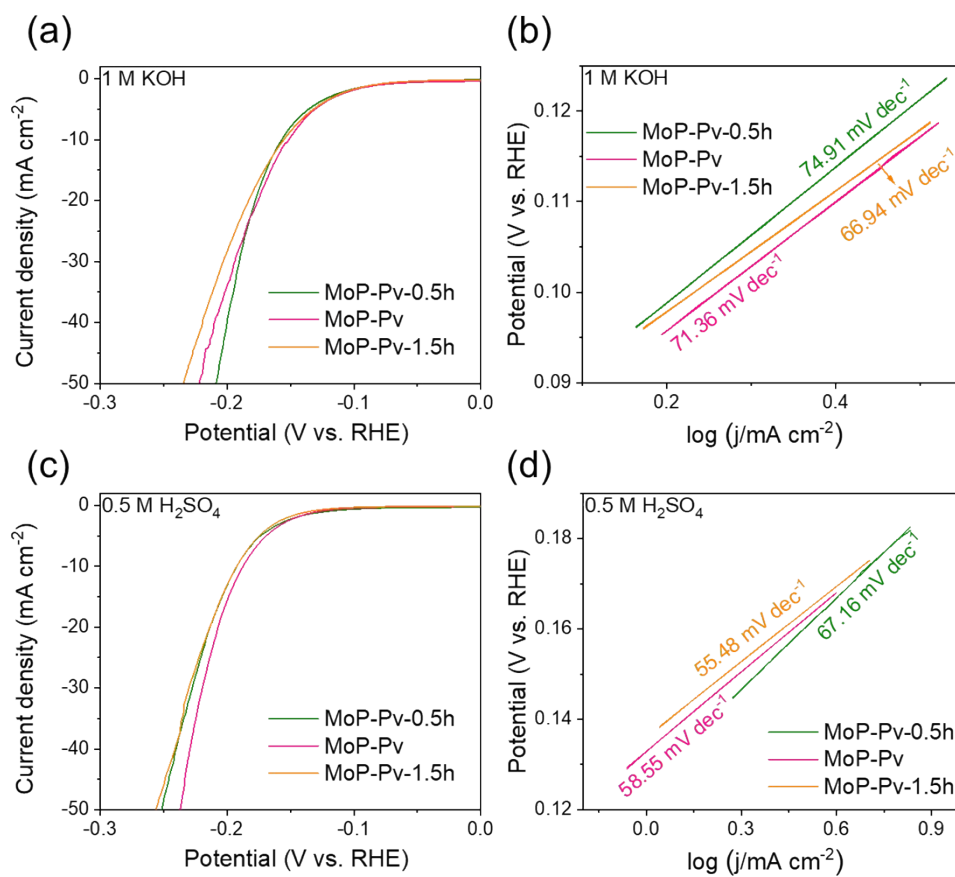 (a)
1 M KOH
0
-10
-20
-30
-40
-50
Current density (mA cm⁻²)
MoP-Pv-0.5h
MoP-Pv
MoP-Pv-1.5h
-0.3
-0.2
-0.1
0.0
Potential (V vs. RHE)
(b)
1 M KOH
0.12
0.11
0.10
0.09
Potential (V vs. RHE)
MoP-Pv-0.5h
MoP-Pv
MoP-Pv-1.5h
74.91 mV dec⁻¹
66.94 mV dec⁻¹
71.36 mV dec⁻¹
0.2
0.4
log (j/mA cm⁻²)
(c)
0.5 M H₂SO₄
0
-10
-20
-30
-40
-50
Current density (mA cm⁻²)
MoP-Pv-0.5h
MoP-Pv
MoP-Pv-1.5h
-0.3
-0.2
-0.1
0.0
Potential (V vs. RHE)
(d)
0.5 M H₂SO₄
0.18
0.16
0.14
0.12
Potential (V vs. RHE)
55.48 mV dec⁻¹
67.16 mV dec⁻¹
58.55 mV dec⁻¹
MoP-Pv-0.5h
MoP-Pv
MoP-Pv-1.5h
0.0
0.3
0.6
0.9
log (j/mA cm⁻²)